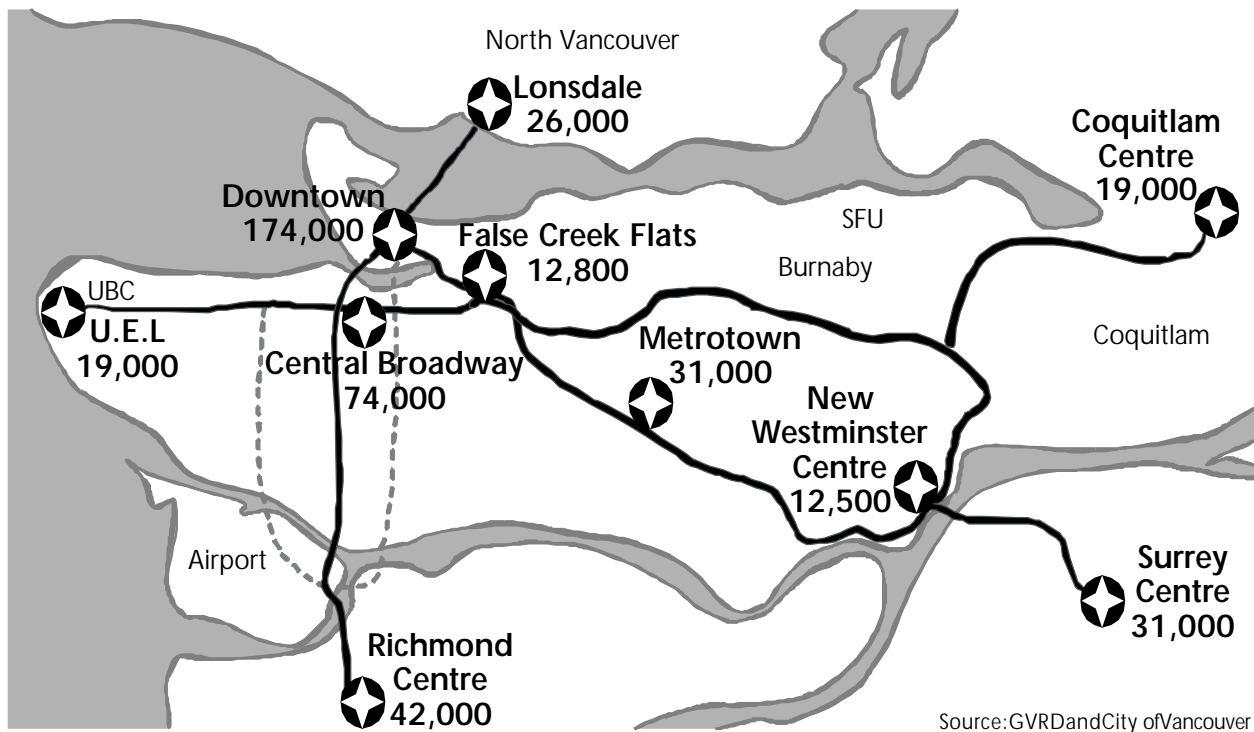 North Vancouver
Lonsdale
26,000
Coquitlam
Centre
19,000
Downtown
174,000
SFU
False Creek Flats
12,800
Burnaby
UBC
U.E.L
19,000
Central Broadway
74,000
Metrotown
31,000
Coquitlam
New
Westminster
Centre
12,500
Airport
Surrey
Centre
31,000
Richmond
Centre
42,000
Source:GVRDandCity ofVancouver